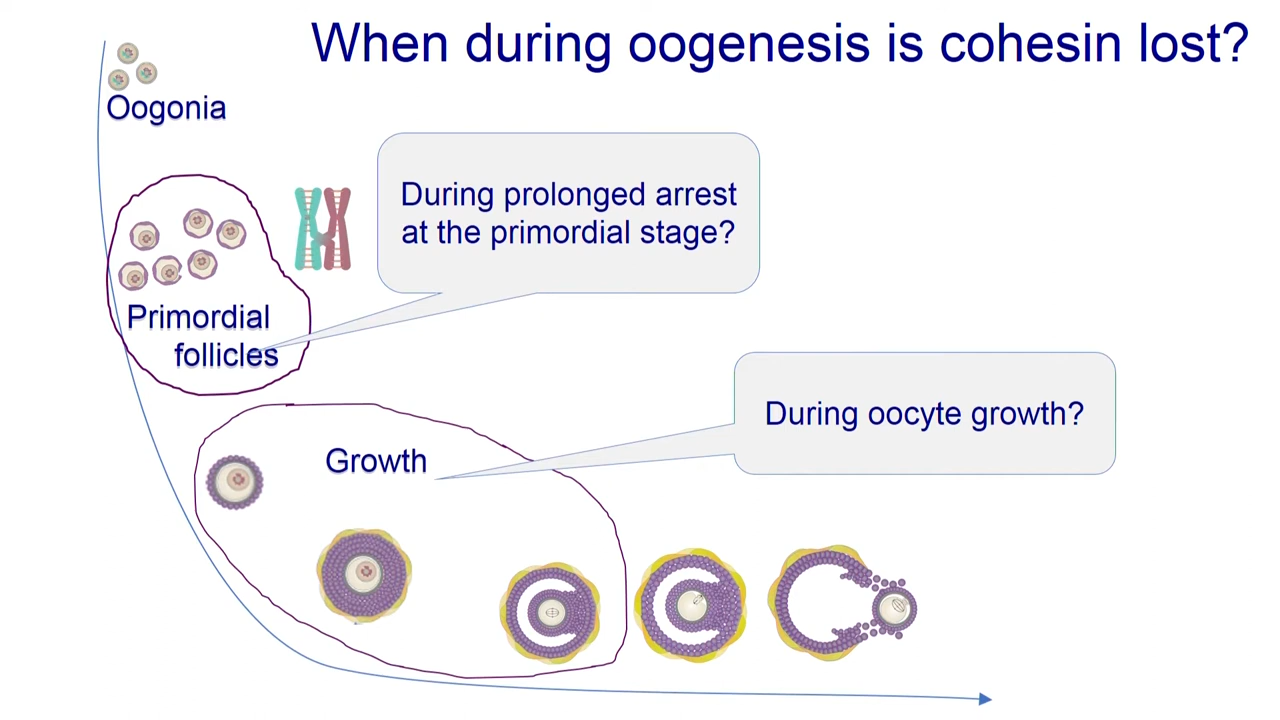 When during oogenesis is cohesin lost?
Oogonia
During prolonged arrest
at the primordial stage?
Primordial
follicles
During oocyte growth?
Growth